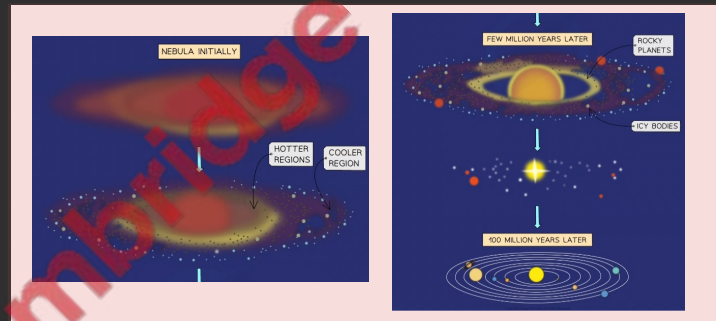 NEBULA INITIALLY
HOTTER
REGIONS
COOLER
REGION
FEW MILLION YEARS LATER
ROCKY
PLANETS
ICY BODIES
100 MILLION YEARS LATER
mbridge